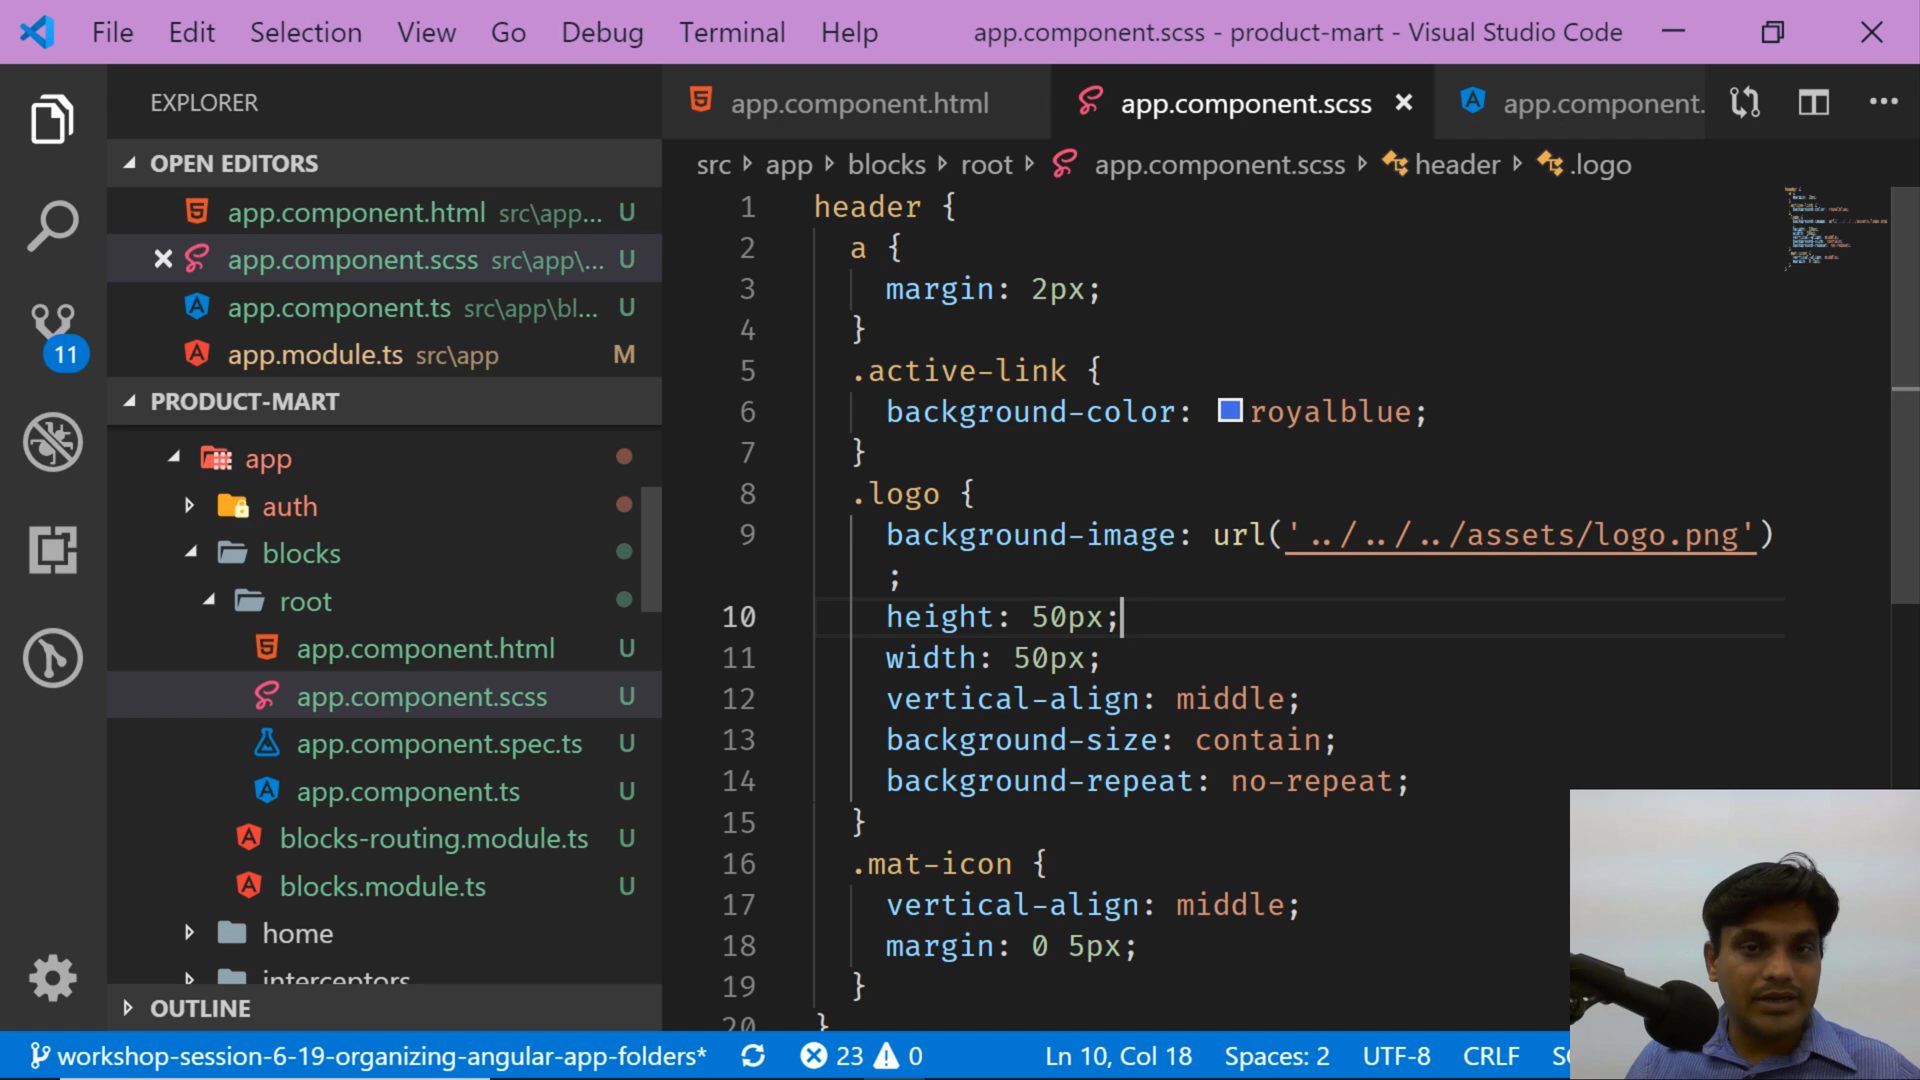 File Edit Selection View Go Debug Terminal Help app.component.scss - product-mart - Visual Studio Code
EXPLORER
OPEN EDITORS
app.component.html src\app... U
app.component.scss src\app\... U
app.component.ts src\app\bl... U
app.module.ts src\app M
11
PRODUCT-MART
app
auth
blocks
root
app.component.html U
app.component.scss U
app.component.spec.ts U
app.component.ts U
blocks-routing.module.ts U
blocks.module.ts U
home
interceptors
OUTLINE
app.component.html app.component.scss app.component.
src app blocks root app.component.scss header .logo
1 header {
2 a {
3 margin: 2px;
4 }
5 .active-link {
6 background-color: royalblue;
7 }
8 .logo {
9 background-image: url('../../../assets/logo.png')
;
10 height: 50px;
11 width: 50px;
12 vertical-align: middle;
13 background-size: contain;
14 background-repeat: no-repeat;
15 }
16 .mat-icon {
17 vertical-align: middle;
18 margin: 0 5px;
19 }
20 }
workshop-session-6-19-organizing-angular-app-folders* 23 0 Ln 10, Col 18 Spaces: 2 UTF-8 CRLF